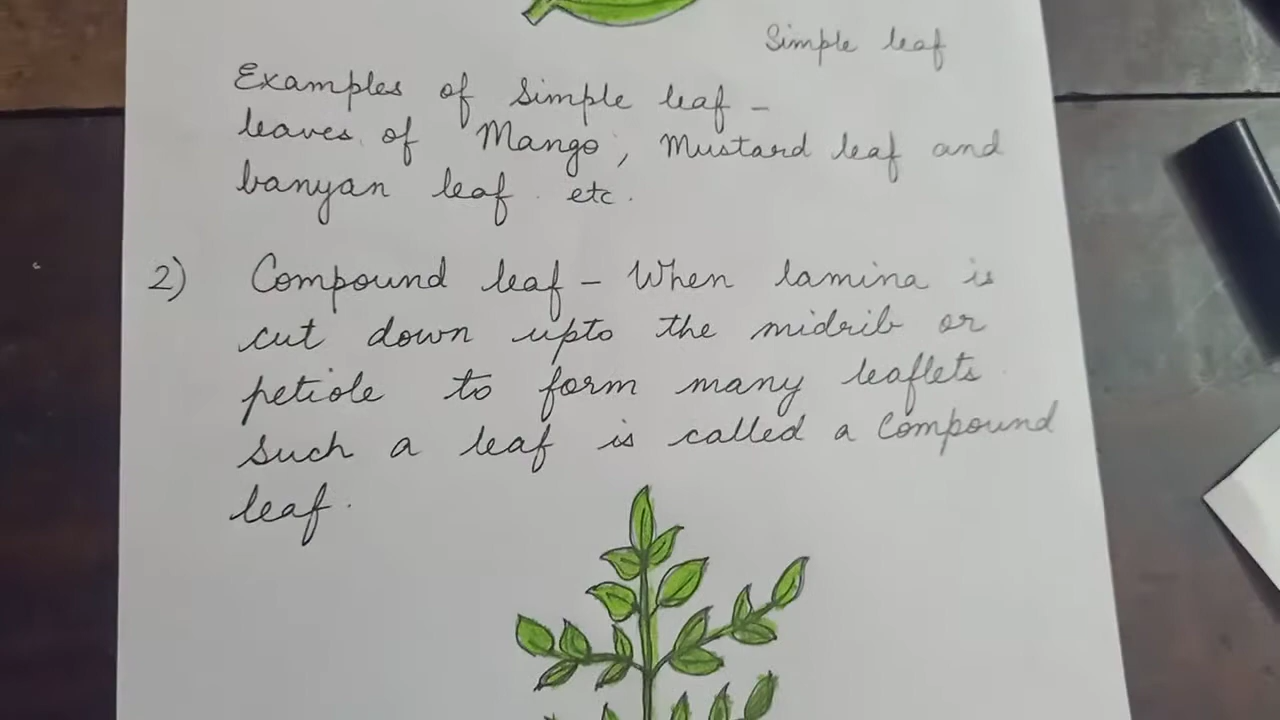 Simple leaf
Examples of Simple leaf -
leaves of Mango, Mustard leaf and
banyan leaf etc.
2) Compound leaf - When lamina is
cut down upto the midrib or
petiole to form many leaflets
Such a leaf is called a Compound
leaf.